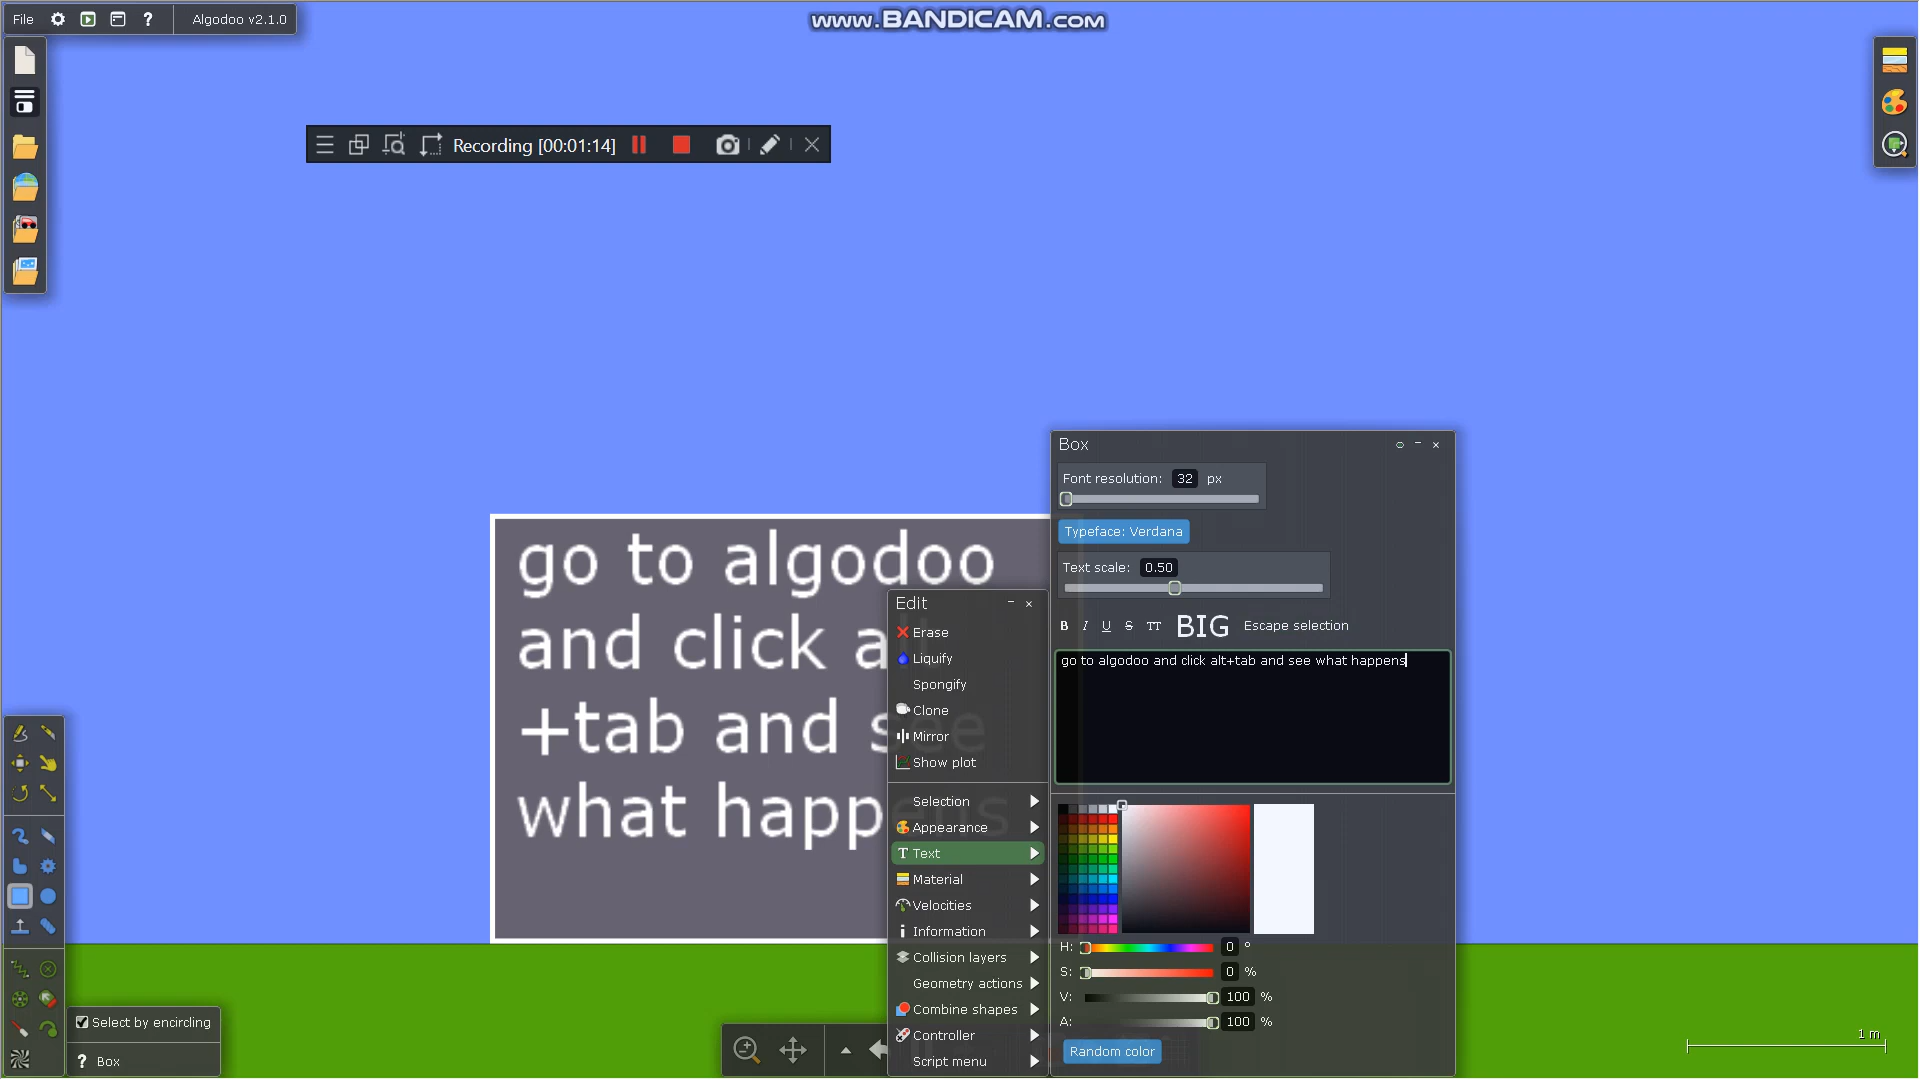 File
Algodoo v2.1.0
www.BANDICAM.com
Recording [00:01:14]
go to algodoo
and click al
+tab and see
what happens
Edit
Erase
Liquify
Spongify
Clone
Mirror
Show plot
Selection
Appearance
T Text
Material
Velocities
Information
Collision layers
Geometry actions
Combine shapes
Controller
Script menu
Box
Font resolution: 32 px
Typeface: Verdana
Text scale: 0.50
B I U S TT BIG Escape selection
go to algodoo and click alt+tab and see what happens
H: 0 °
S: 0 %
V: 100 %
A: 100 %
Random color
Select by encircling
? Box
1 m